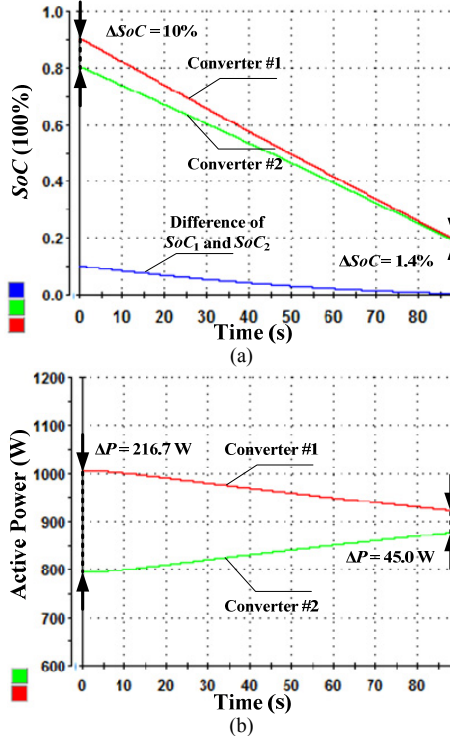 1.0
ΔSoC = 10%
0.8
Converter #1
0.6
Converter #2
0.4
Difference of
SoC₁ and SoC₂
0.2
ΔSoC = 1.4%
0.0
SoC (100%)
0 10 20 30 40 50 60 70 80
Time (s)
(a)
1200
1100
ΔP = 216.7 W
Converter #1
1000
900
ΔP = 45.0 W
800
Converter #2
700
600
Active Power (W)
0 10 20 30 40 50 60 70 80
Time (s)
(b)